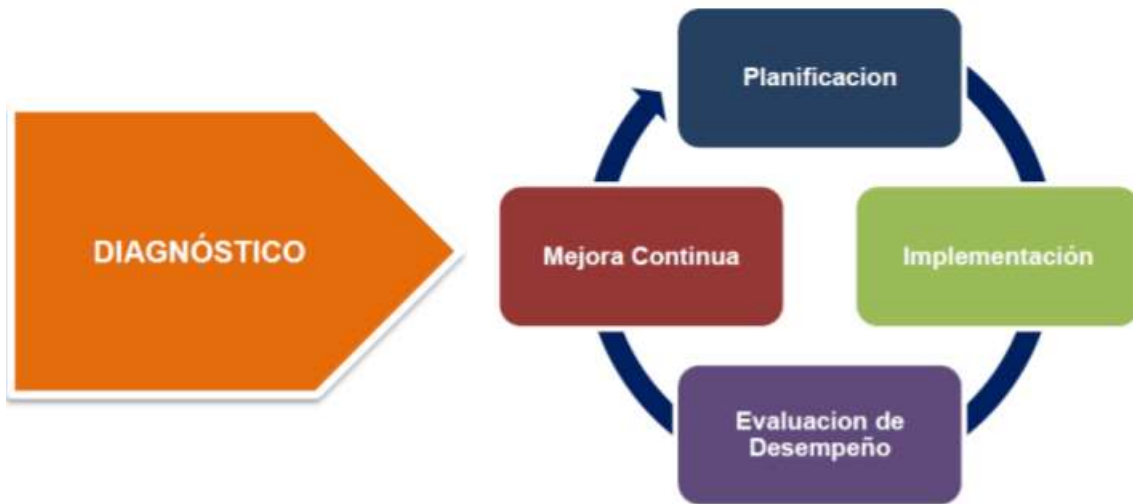 DIAGNÓSTICO
Planificacion
Implementación
Evaluacion de
Desempeño
Mejora Continua